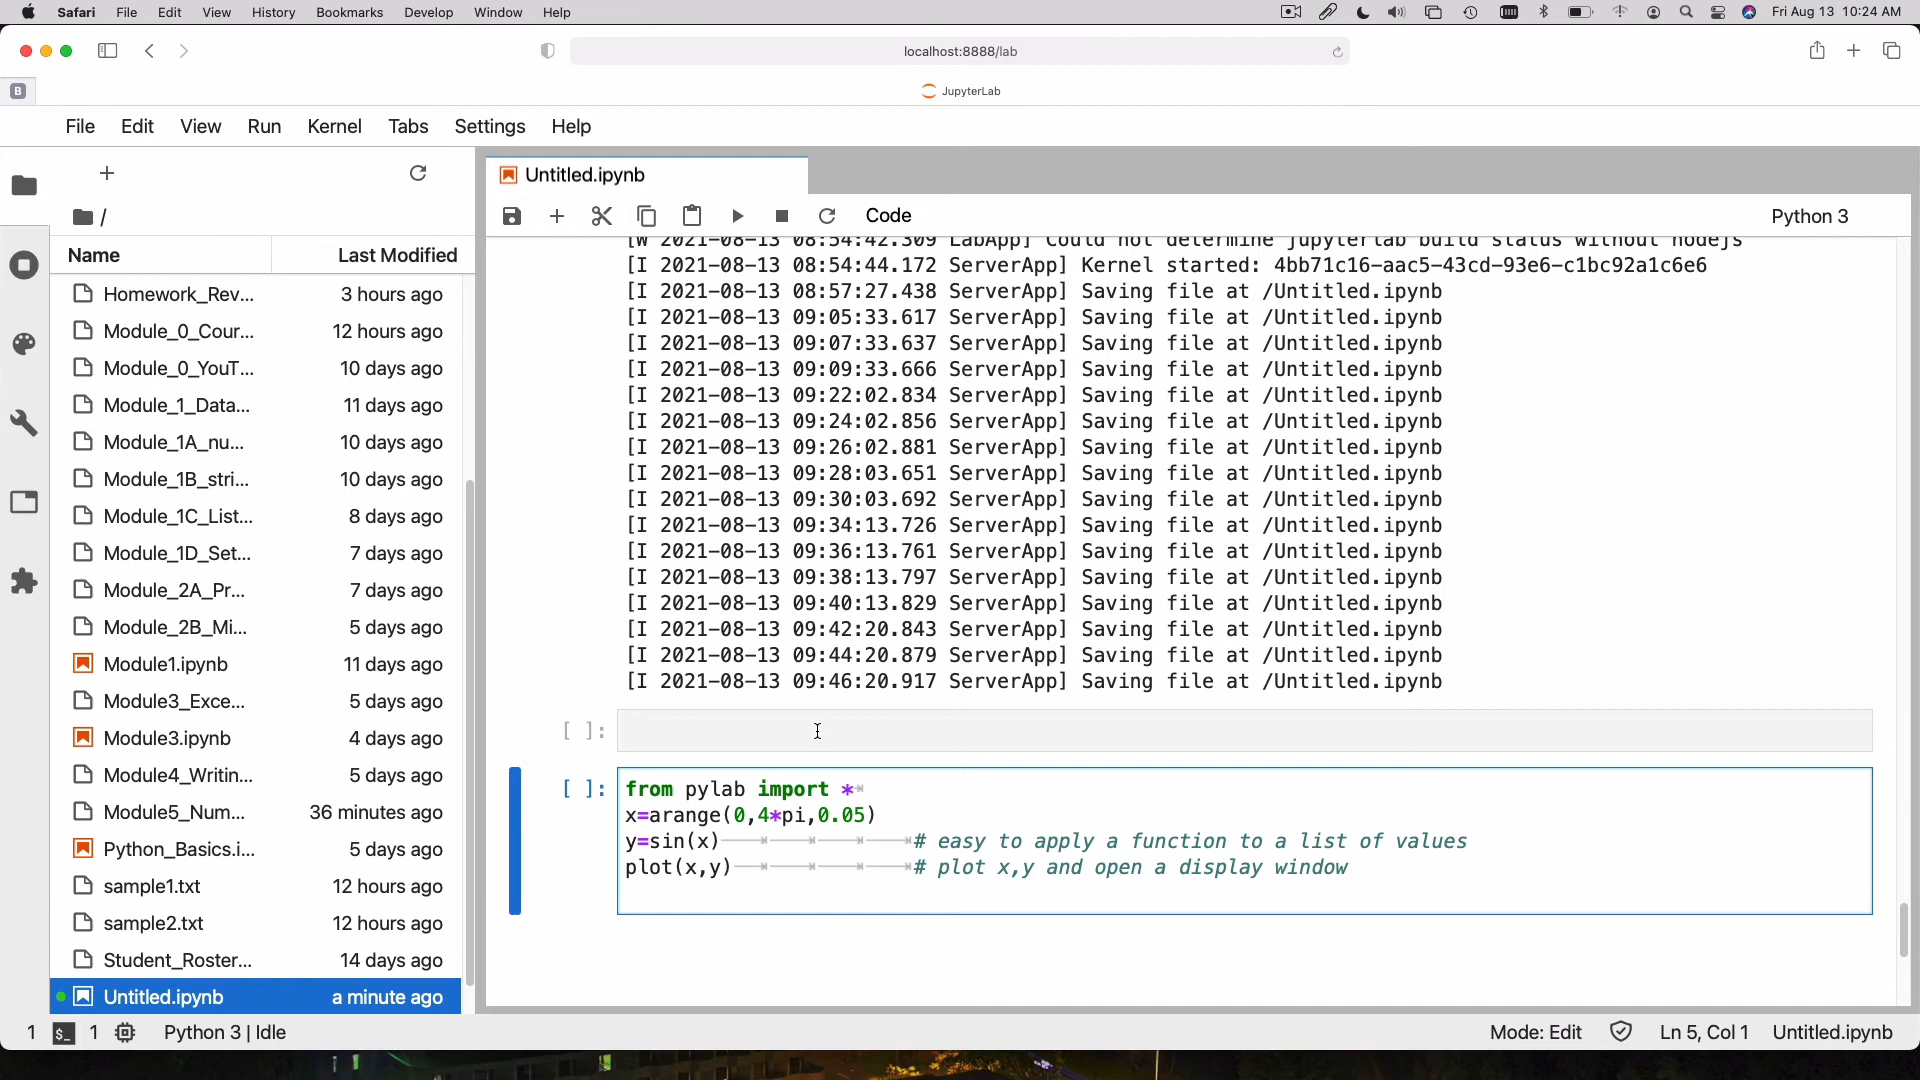 Safari File Edit View History Bookmarks Develop Window Help Fri Aug 13 10:24 AM
localhost:8888/lab
B JupyterLab
File Edit View Run Kernel Tabs Settings Help
Untitled.ipynb
/
Code Python 3
Name Last Modified
Homework_Rev... 3 hours ago
Module_0_Cour... 12 hours ago
Module_0_YouT... 10 days ago
Module_1_Data... 11 days ago
Module_1A_nu... 10 days ago
Module_1B_stri... 10 days ago
Module_1C_List... 8 days ago
Module_1D_Set... 7 days ago
Module_2A_Pr... 7 days ago
Module_2B_Mi... 5 days ago
Module1.ipynb 11 days ago
Module3_Exce... 5 days ago
Module3.ipynb 4 days ago
Module4_Writin... 5 days ago
Module5_Num... 36 minutes ago
Python_Basics.i... 5 days ago
sample1.txt 12 hours ago
sample2.txt 12 hours ago
Student_Roster... 14 days ago
Untitled.ipynb a minute ago
[W 2021-08-13 08:54:42.309 LabApp] Could not determine jupyterlab build status without nodejs
[I 2021-08-13 08:54:44.172 ServerApp] Kernel started: 4bb71c16-aac5-43cd-93e6-c1bc92a1c6e6
[I 2021-08-13 08:57:27.438 ServerApp] Saving file at /Untitled.ipynb
[I 2021-08-13 09:05:33.617 ServerApp] Saving file at /Untitled.ipynb
[I 2021-08-13 09:07:33.637 ServerApp] Saving file at /Untitled.ipynb
[I 2021-08-13 09:09:33.666 ServerApp] Saving file at /Untitled.ipynb
[I 2021-08-13 09:22:02.834 ServerApp] Saving file at /Untitled.ipynb
[I 2021-08-13 09:24:02.856 ServerApp] Saving file at /Untitled.ipynb
[I 2021-08-13 09:26:02.881 ServerApp] Saving file at /Untitled.ipynb
[I 2021-08-13 09:28:03.651 ServerApp] Saving file at /Untitled.ipynb
[I 2021-08-13 09:30:03.692 ServerApp] Saving file at /Untitled.ipynb
[I 2021-08-13 09:34:13.726 ServerApp] Saving file at /Untitled.ipynb
[I 2021-08-13 09:36:13.761 ServerApp] Saving file at /Untitled.ipynb
[I 2021-08-13 09:38:13.797 ServerApp] Saving file at /Untitled.ipynb
[I 2021-08-13 09:40:13.829 ServerApp] Saving file at /Untitled.ipynb
[I 2021-08-13 09:42:20.843 ServerApp] Saving file at /Untitled.ipynb
[I 2021-08-13 09:44:20.879 ServerApp] Saving file at /Untitled.ipynb
[I 2021-08-13 09:46:20.917 ServerApp] Saving file at /Untitled.ipynb
[ ]:
[ ]: from pylab import *
x=arange(0,4*pi,0.05)
y=sin(x) # easy to apply a function to a list of values
plot(x,y) # plot x,y and open a display window
1 $_ 1 Python 3 | Idle Mode: Edit Ln 5, Col 1 Untitled.ipynb